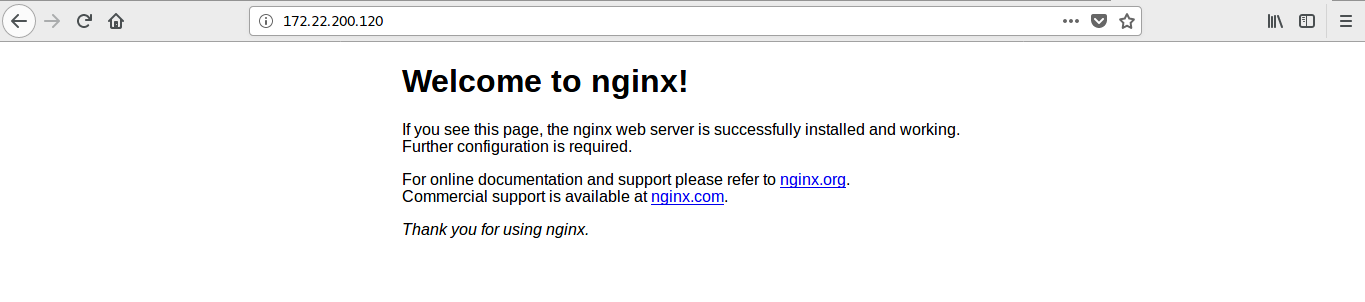 172.22.200.120
Welcome to nginx!
If you see this page, the nginx web server is successfully installed and working.
Further configuration is required.
For online documentation and support please refer to nginx.org.
Commercial support is available at nginx.com.
Thank you for using nginx.